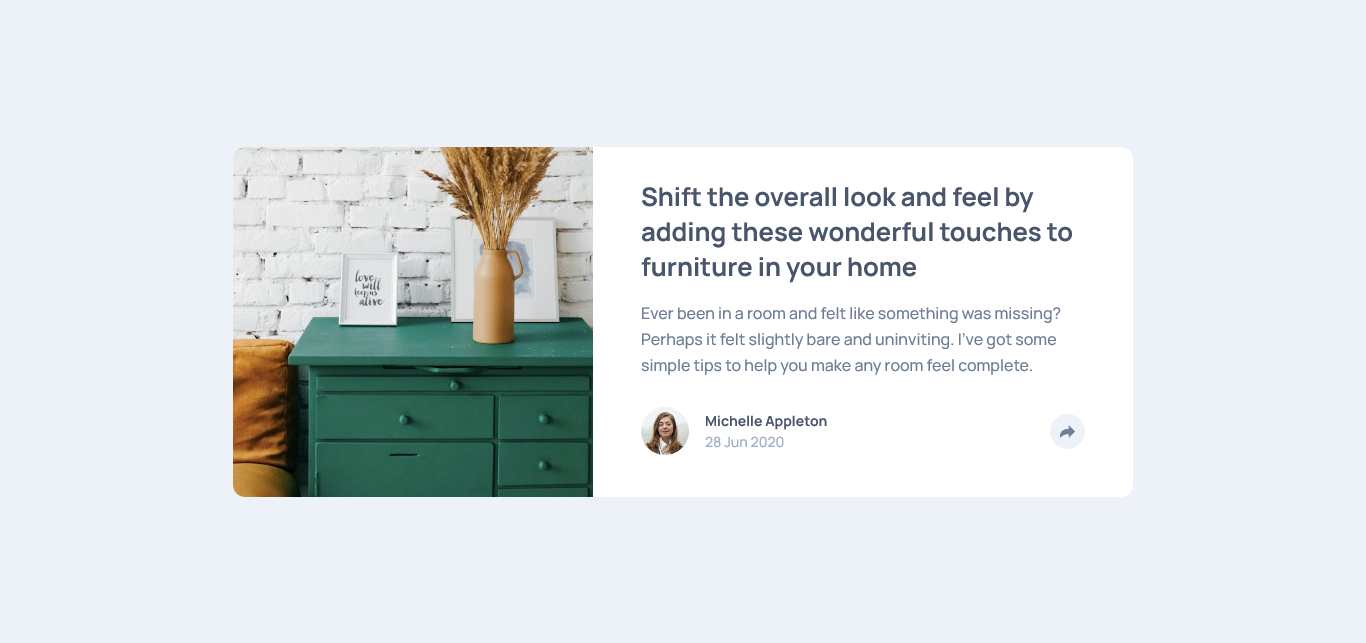 love
will
keep us
alive
Shift the overall look and feel by
adding these wonderful touches to
furniture in your home
Ever been in a room and felt like something was missing?
Perhaps it felt slightly bare and uninviting. I’ve got some
simple tips to help you make any room feel complete.
Michelle Appleton
28 Jun 2020